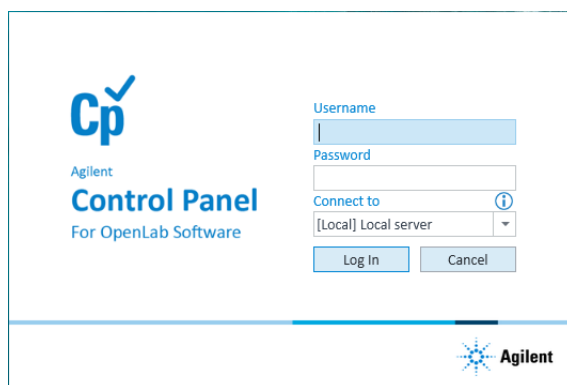 Cp
Agilent
Control Panel
For OpenLab Software
Username
Password
Connect to
[Local] Local server
Log In
Cancel
Agilent